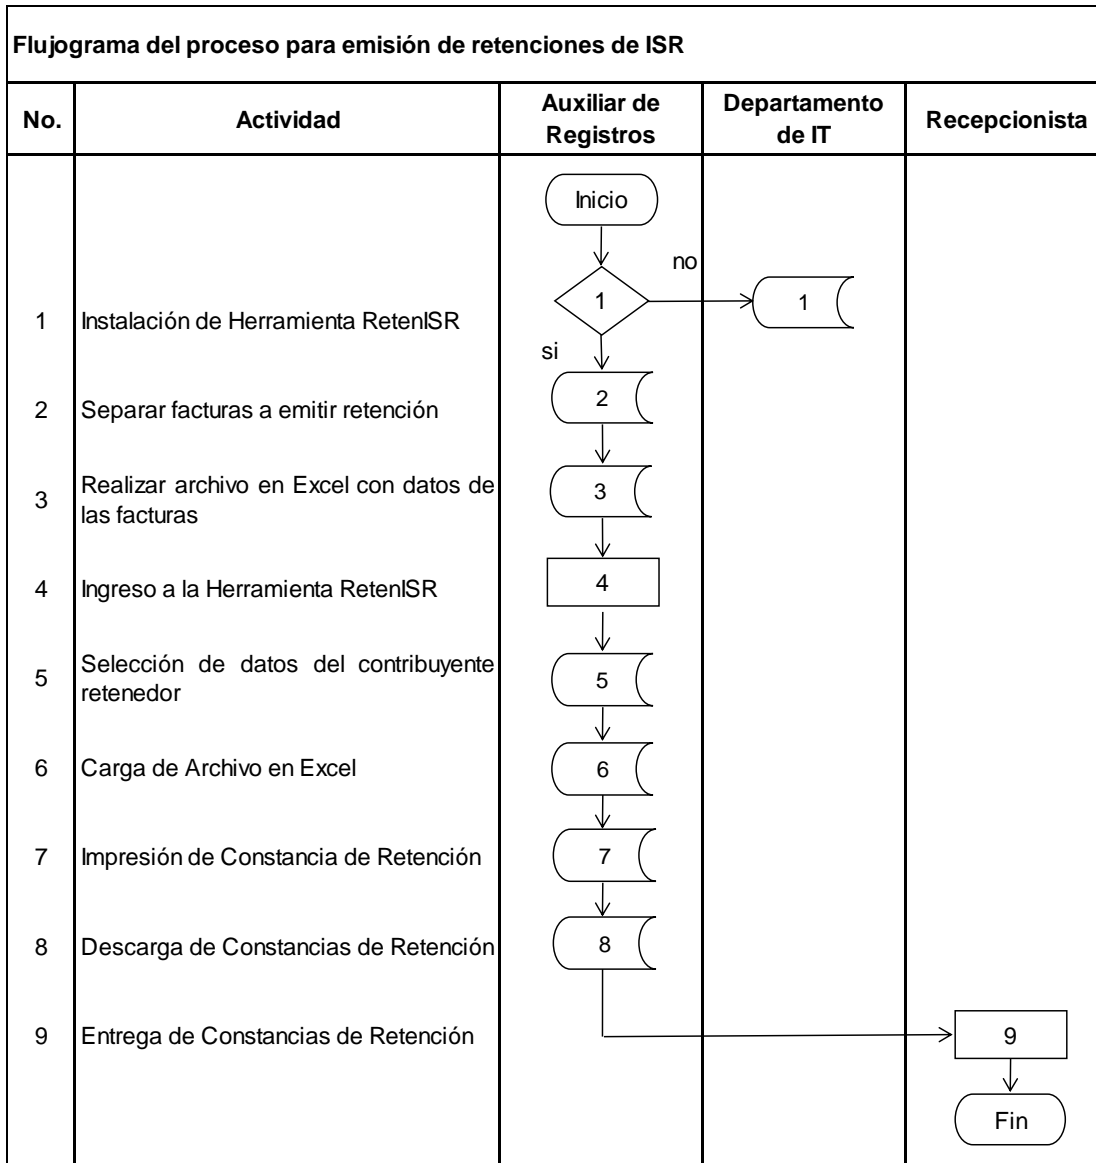 Flujograma del proceso para emisión de retenciones de ISR
No. Actividad Auxiliar de Registros Departamento de IT Recepcionista
Inicio
no
1 Instalación de Herramienta RetenISR 1 1
si
2 Separar facturas a emitir retención 2
3 Realizar archivo en Excel con datos de
las facturas 3
4 Ingreso a la Herramienta RetenISR 4
5 Selección de datos del contribuyente
retenedor 5
6 Carga de Archivo en Excel 6
7 Impresión de Constancia de Retención 7
8 Descarga de Constancias de Retención 8
9 Entrega de Constancias de Retención 9
Fin